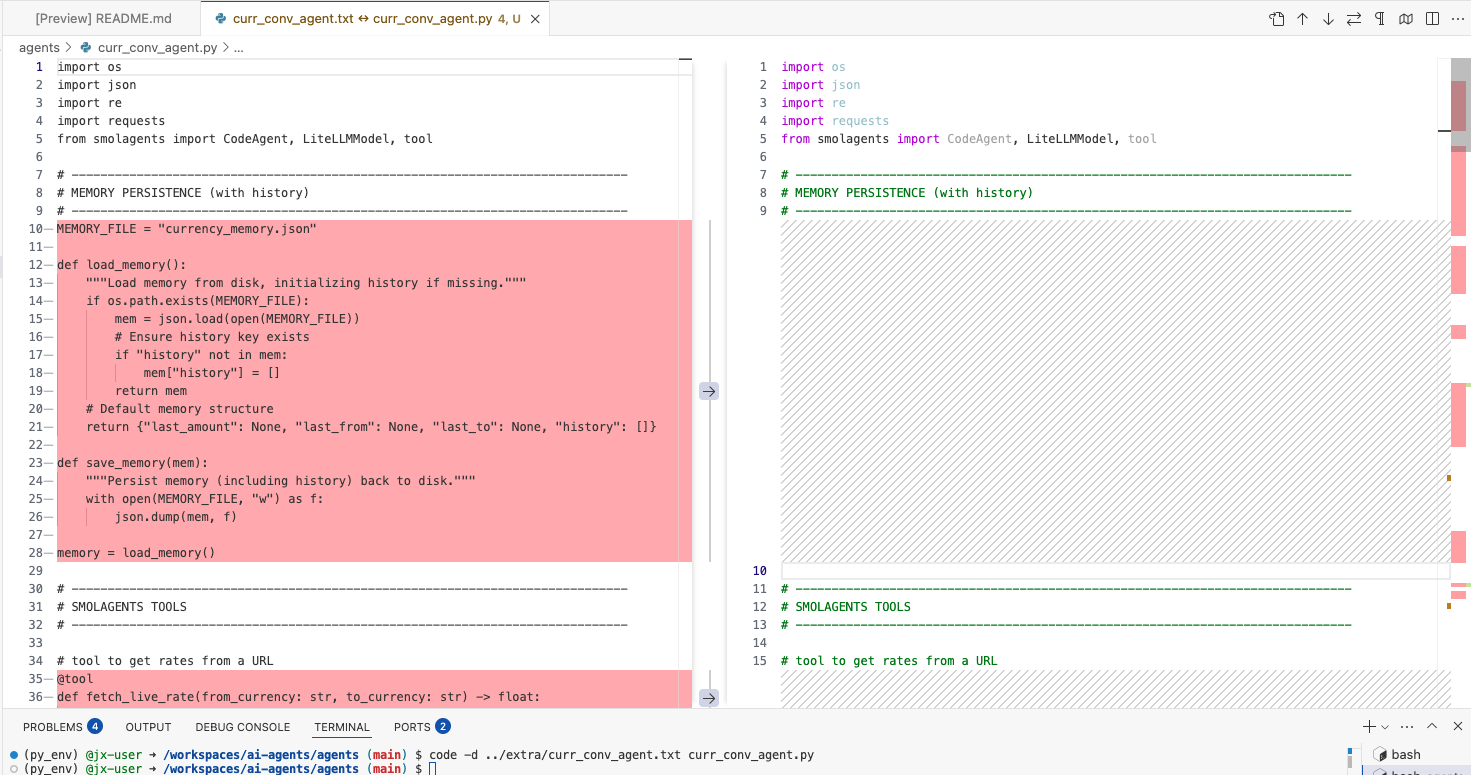 [Preview] README.md
curr_conv_agent.txt ↔ curr_conv_agent.py 4, U
agents > curr_conv_agent.py > ...
1 import os
2 import json
3 import re
4 import requests
5 from smolagents import CodeAgent, LiteLLMModel, tool
6
7 # -----------------------------------------------------------------------------
8 # MEMORY PERSISTENCE (with history)
9 # -----------------------------------------------------------------------------
10— MEMORY_FILE = "currency_memory.json"
11—
12— def load_memory():
13—     """Load memory from disk, initializing history if missing."""
14—     if os.path.exists(MEMORY_FILE):
15—         mem = json.load(open(MEMORY_FILE))
16—         # Ensure history key exists
17—         if "history" not in mem:
18—             mem["history"] = []
19—         return mem
20—     # Default memory structure
21—     return {"last_amount": None, "last_from": None, "last_to": None, "history": []}
22—
23— def save_memory(mem):
24—     """Persist memory (including history) back to disk."""
25—     with open(MEMORY_FILE, "w") as f:
26—         json.dump(mem, f)
27—
28— memory = load_memory()
29
30 # -----------------------------------------------------------------------------
31 # SMOLAGENTS TOOLS
32 # -----------------------------------------------------------------------------
33
34 # tool to get rates from a URL
35— @tool
36— def fetch_live_rate(from_currency: str, to_currency: str) -> float:
1 import os
2 import json
3 import re
4 import requests
5 from smolagents import CodeAgent, LiteLLMModel, tool
6
7 # -----------------------------------------------------------------------------
8 # MEMORY PERSISTENCE (with history)
9 # -----------------------------------------------------------------------------
10
11 # -----------------------------------------------------------------------------
12 # SMOLAGENTS TOOLS
13 # -----------------------------------------------------------------------------
14
15 # tool to get rates from a URL
PROBLEMS 4 OUTPUT DEBUG CONSOLE TERMINAL PORTS 2
(py_env) @jx-user → /workspaces/ai-agents/agents (main) $ code -d ../extra/curr_conv_agent.txt curr_conv_agent.py
(py_env) @jx-user → /workspaces/ai-agents/agents (main) $
bash